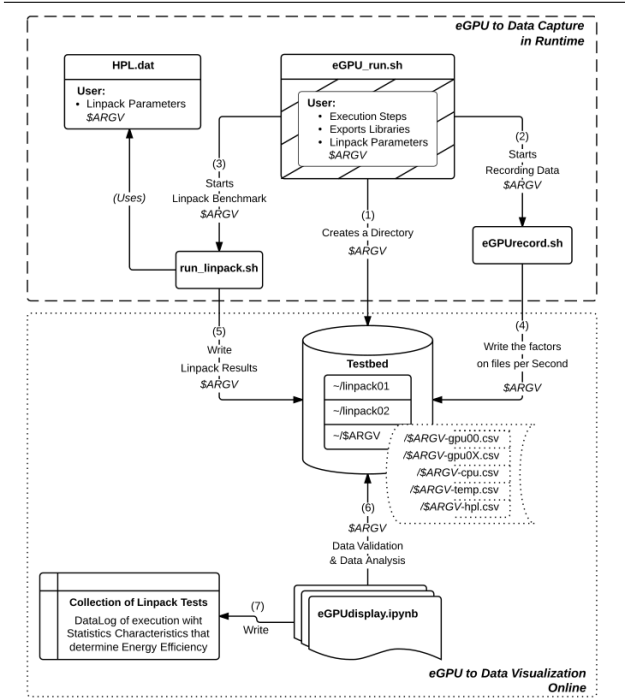 eGPU to Data Capture
in Runtime
HPL.dat
User:
• Linpack Parameters
$ARGV
eGPU_run.sh
User:
• Execution Steps
• Exports Libraries
• Linpack Parameters
$ARGV
(3)
Starts
Linpack Benchmark
$ARGV
(2)
Starts
Recording Data
$ARGV
(Uses)
(1)
Creates a Directory
$ARGV
run_linpack.sh
eGPUrecord.sh
(5)
Write
Linpack Results
$ARGV
(4)
Write the factors
on files per Second
$ARGV
Testbed
~/linpack01
~/linpack02
~/$ARGV
/$ARGV-gpu00.csv
/$ARGV-gpu0X.csv
/$ARGV-cpu.csv
/$ARGV-temp.csv
/$ARGV-hpl.csv
(6)
$ARGV
Data Validation
& Data Analysis
Collection of Linpack Tests
DataLog of execution wiht
Statistics Characteristics that
determine Energy Efficiency
(7)
Write
eGPUdisplay.ipynb
eGPU to Data Visualization
Online